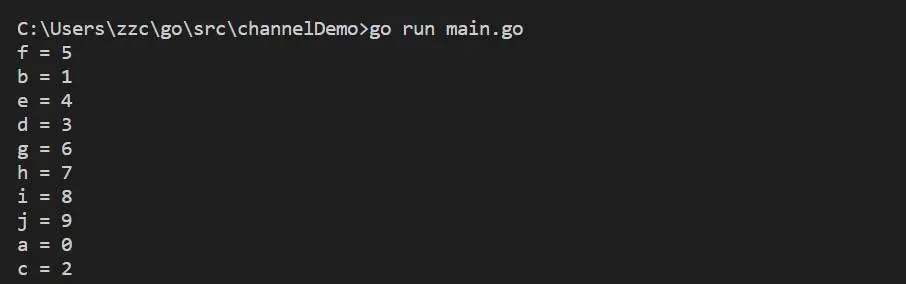 C:\Users\zzc\go\src\channelDemo>go run main.go
f = 5
b = 1
e = 4
d = 3
g = 6
h = 7
i = 8
j = 9
a = 0
c = 2